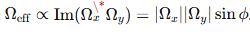 Ω_eff ∝ Im(Ω_x^\* Ω_y) = |Ω_x||Ω_y| sin ϕ.